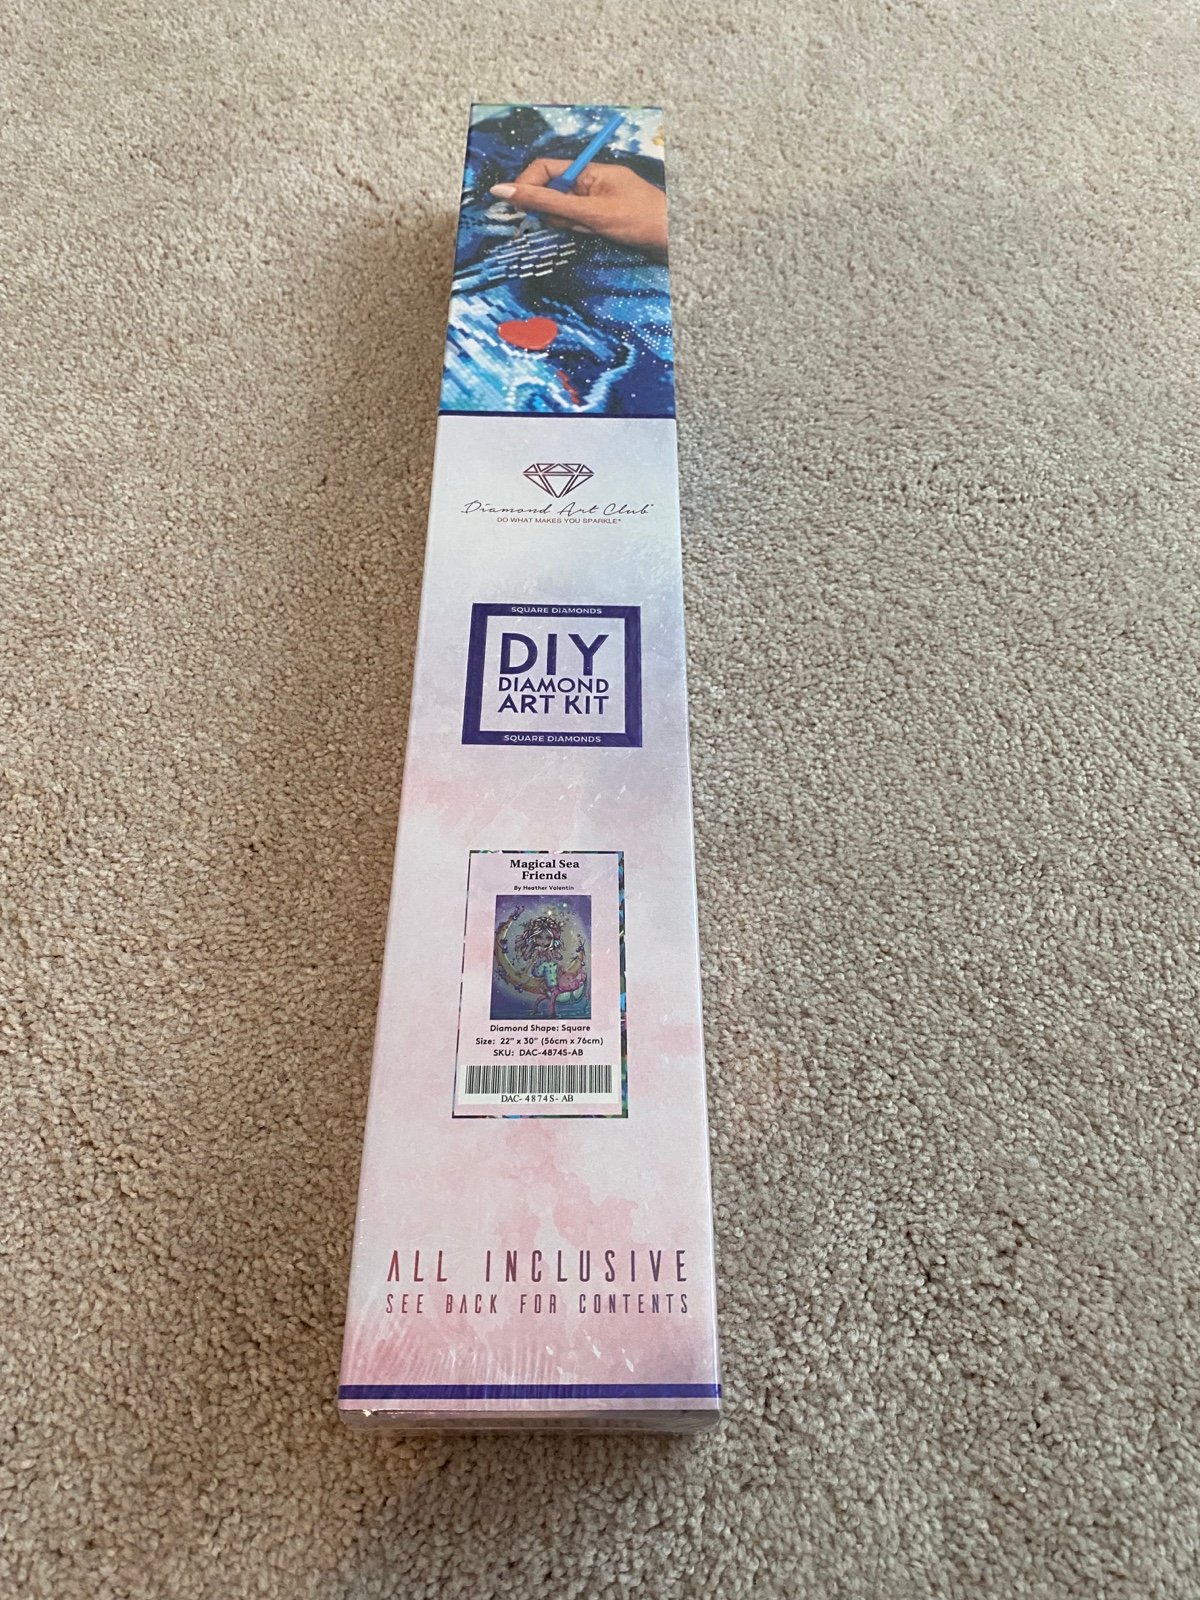 Diamond Art Club®
DO WHAT MAKES YOU SPARKLE®
SQUARE DIAMONDS
DIY
DIAMOND
ART KIT
SQUARE DIAMONDS
Magical Sea
Friends
By Heather Valentin
Diamond Shape: Square
Size: 22" x 30" (56cm x 76cm)
SKU: DAC-4874S-AB
DAC- 4874S- AB
ALL INCLUSIVE
SEE BACK FOR CONTENTS